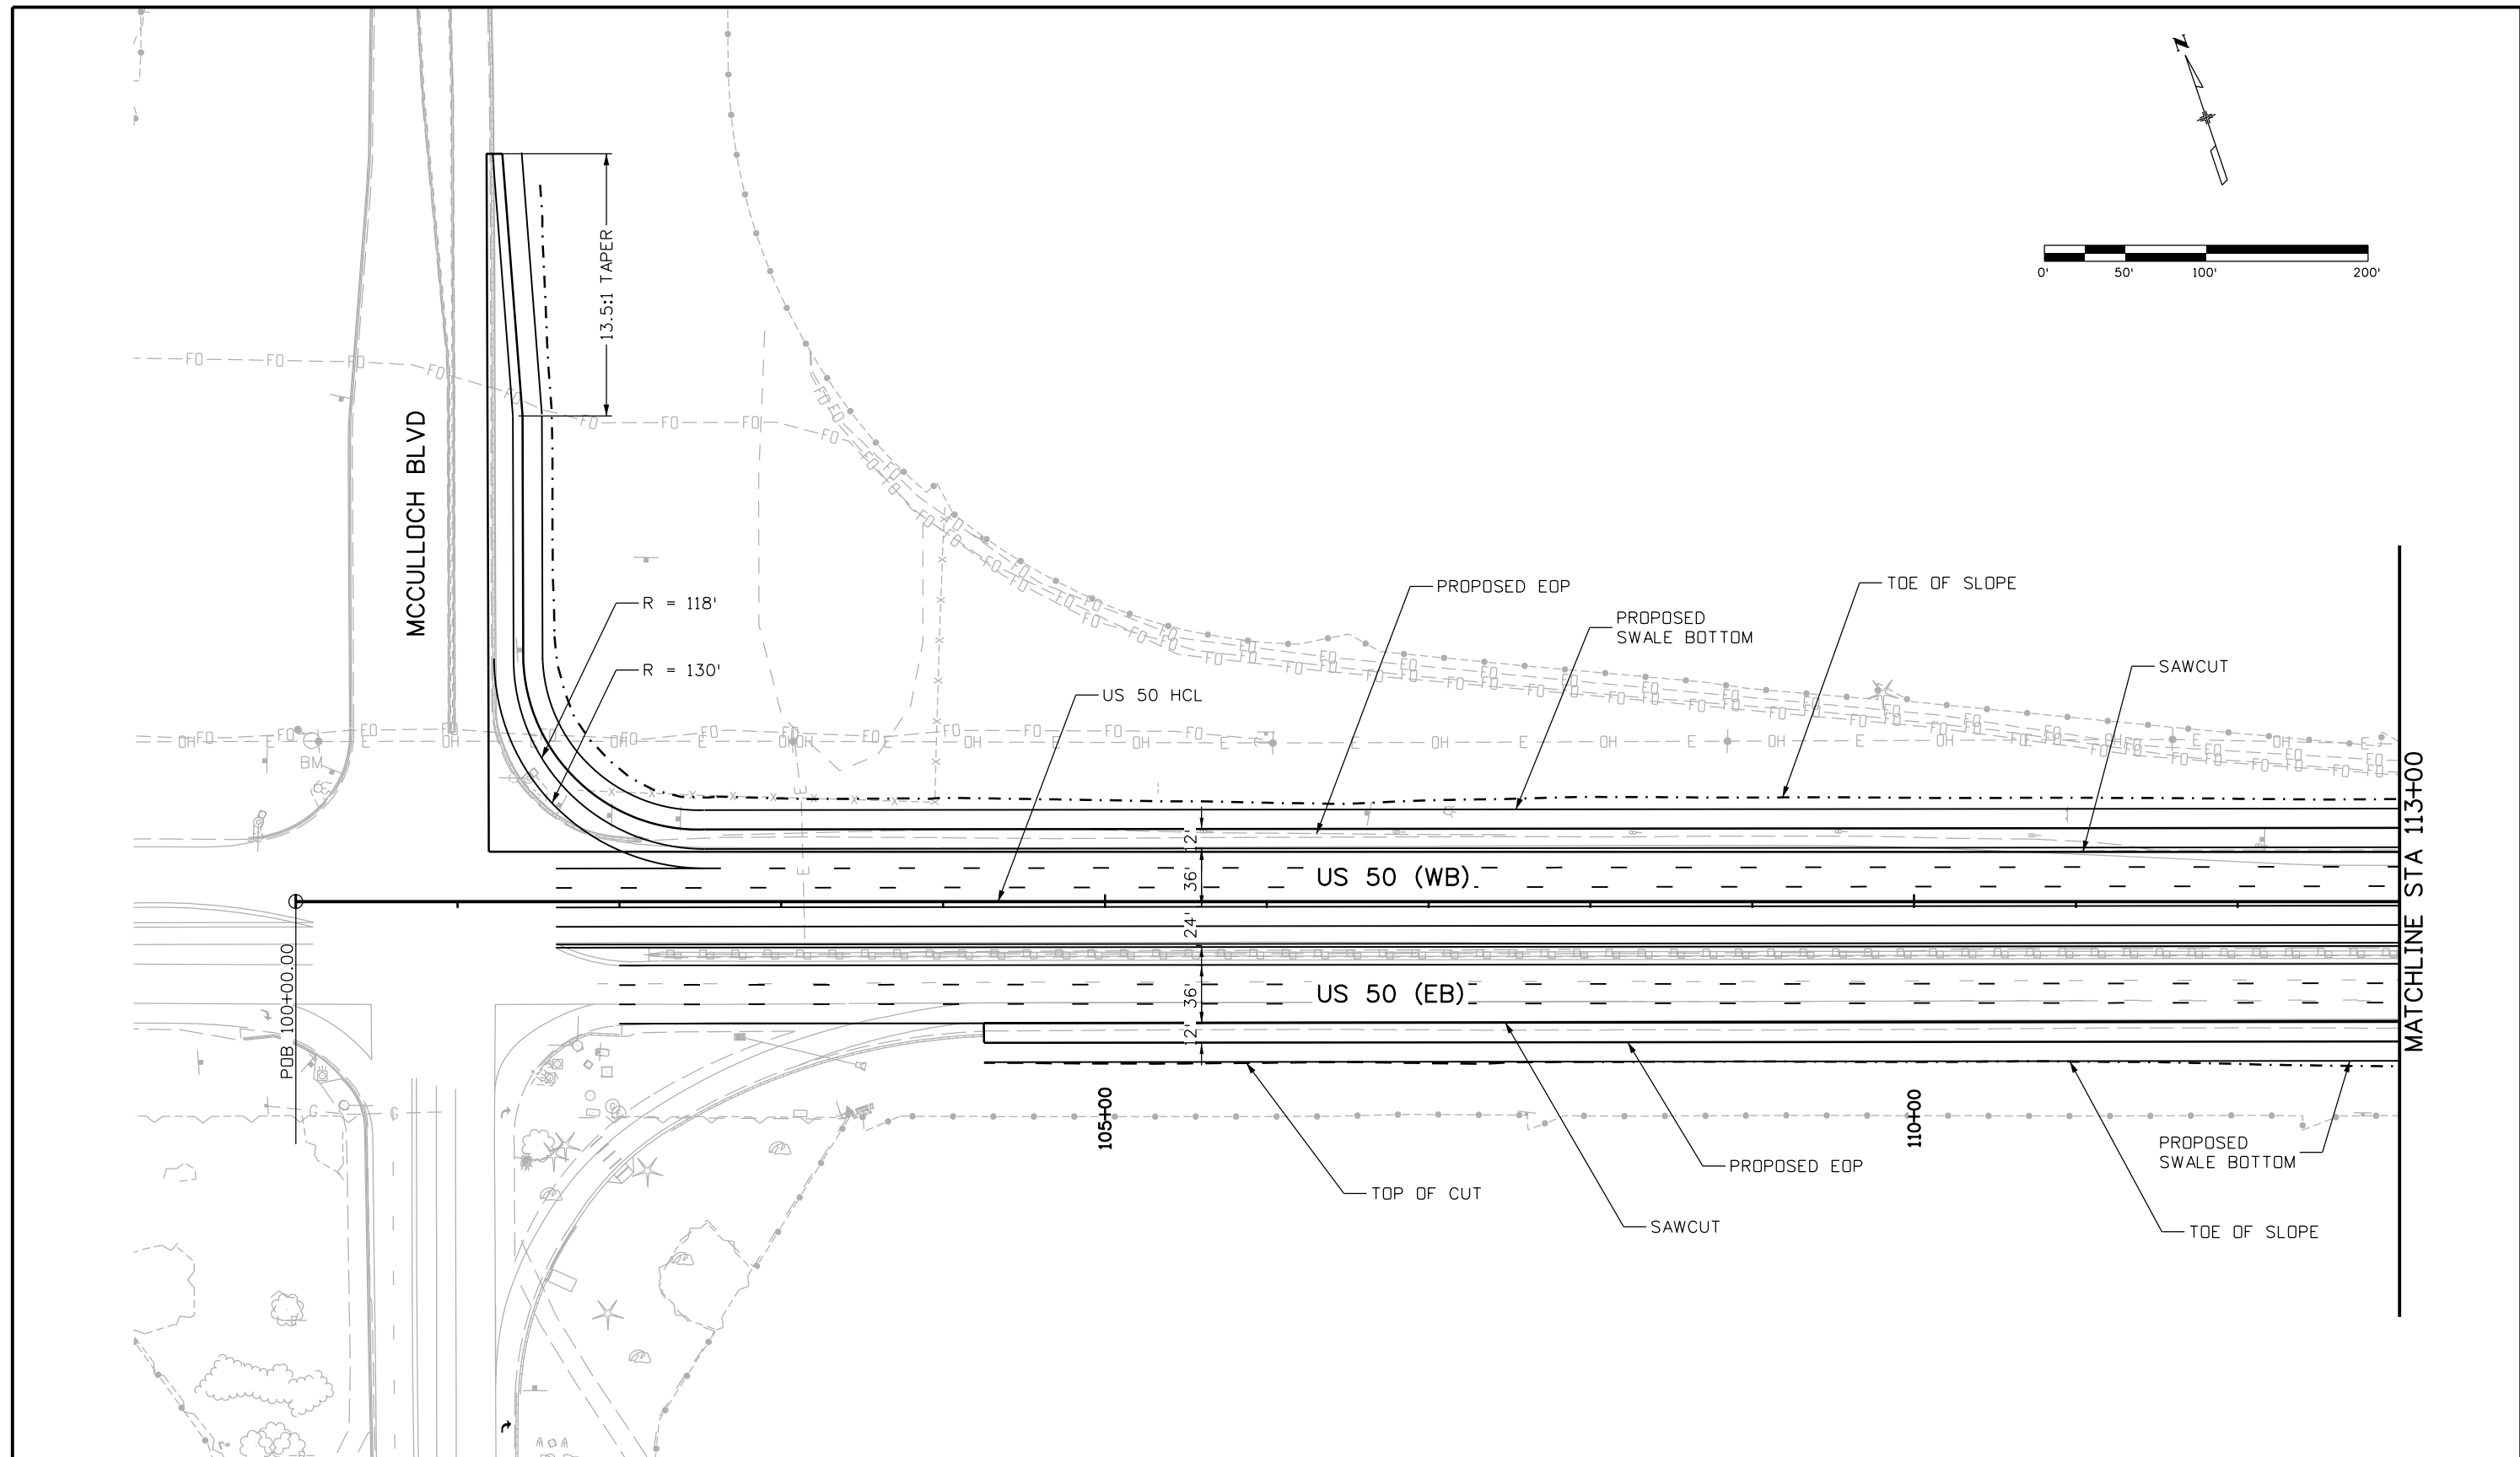 N
0' 50' 100' 200'
13.5:1 TAPER
MCCULLOCH BLVD
R = 118'
R = 130'
US 50 HCL
PROPOSED EOP
PROPOSED
SWALE BOTTOM
TOE OF SLOPE
SAWCUT
BM
12'
36'
24'
36'
12'
US 50 (WB)
US 50 (EB)
POB 100+00.00
105+00
110+00
MATCHLINE STA 113+00
TOP OF CUT
SAWCUT
PROPOSED EOP
TOE OF SLOPE
PROPOSED
SWALE BOTTOM